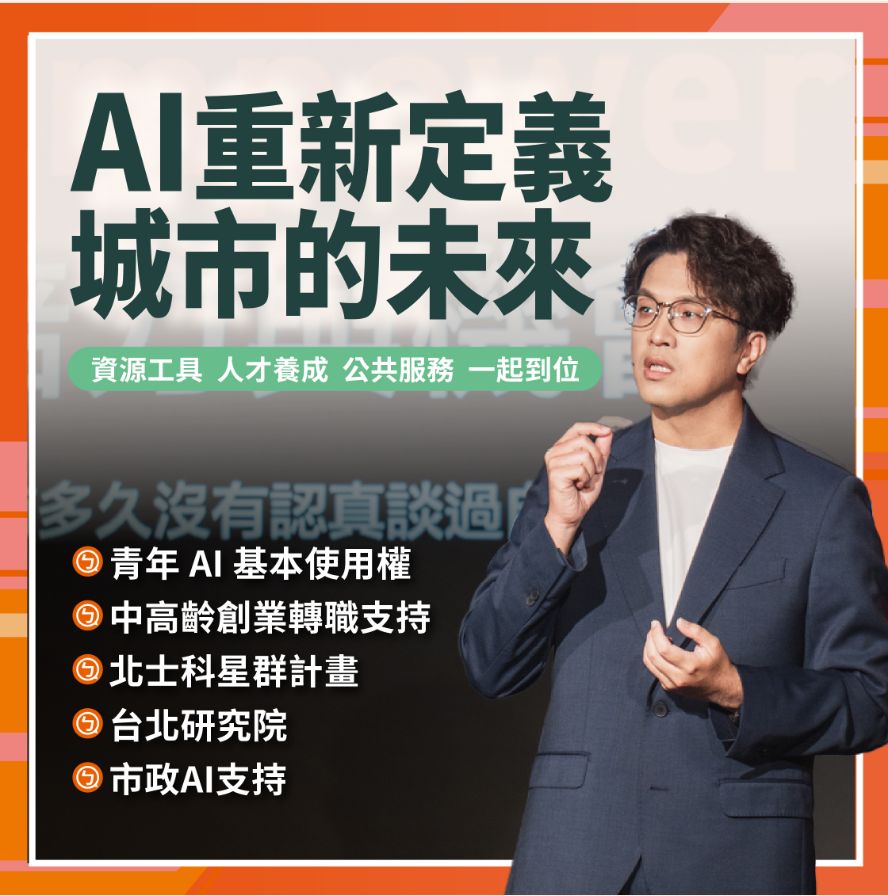 AI重新定義
城市的未來
資源工具 人才養成 公共服務 一起到位
多久沒有認真談過
青年 AI 基本使用權
中高齡創業轉職支持
北士科星群計畫
台北研究院
市政AI支持